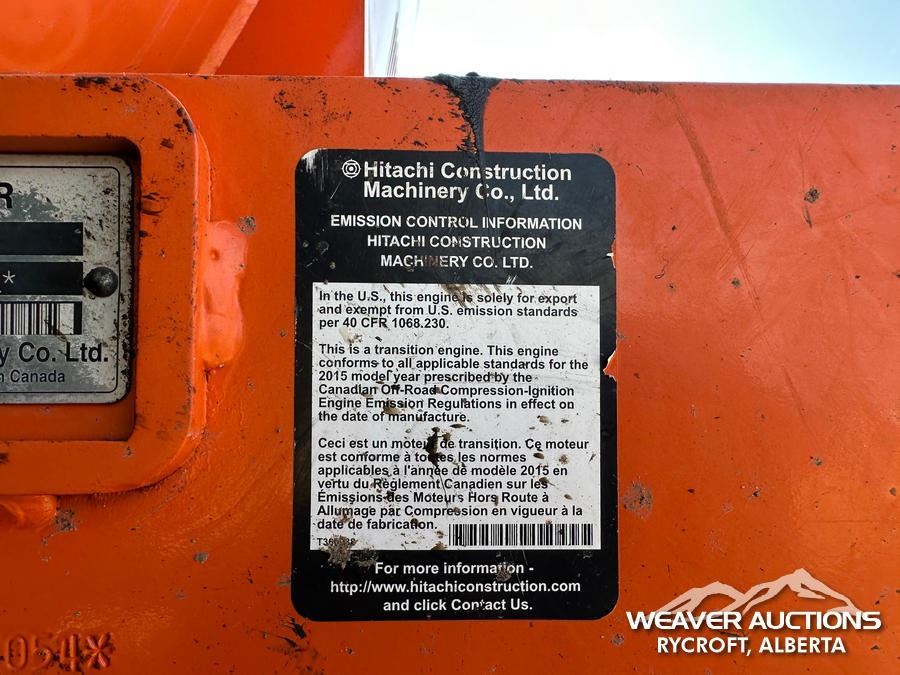 R
*
y Co. Ltd.
n Canada
Hitachi Construction
Machinery Co., Ltd.
EMISSION CONTROL INFORMATION
HITACHI CONSTRUCTION
MACHINERY CO. LTD.
In the U.S., this engine is solely for export
and exempt from U.S. emission standards
per 40 CFR 1068.230.
This is a transition engine. This engine
conforms to all applicable standards for the
2015 model year prescribed by the
Canadian Off-Road Compression-Ignition
Engine Emission Regulations in effect on
the date of manufacture.
Ceci est un moteur de transition. Ce moteur
est conforme à toutes les normes
applicables à l'année de modèle 2015 en
vertu du Règlement Canadien sur les
Émissions des Moteurs Hors Route à
Allumage par Compression en vigueur à la
date de fabrication.
For more information -
http://www.hitachiconstruction.com
and click Contact Us.
054*
WEAVER AUCTIONS
RYCROFT, ALBERTA